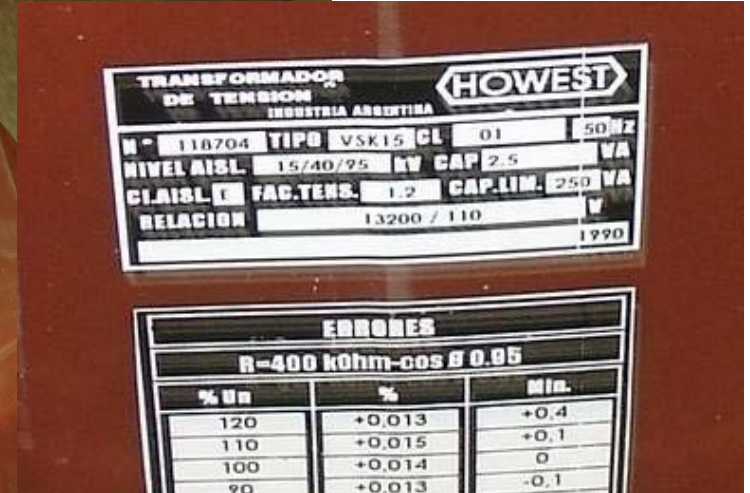 TRANSFORMADOR
DE TENSION
INDUSTRIA ARGENTINA
HOWEST
Nº 118704 TIPO VSK15 CL 01 50 Hz
NIVEL AISL. 15/40/95 kV CAP 2.5 VA
CL.AISL. E FAC.TENS. 1.2 CAP.LIM. 250 VA
RELACION 13200 / 110 V
1990
ERRORES
R=400 kOhm-cos Ø 0.95
% Un % Min.
120 +0,013 +0,4
110 +0,015 +0,1
100 +0,014 0
90 +0,013 -0,1